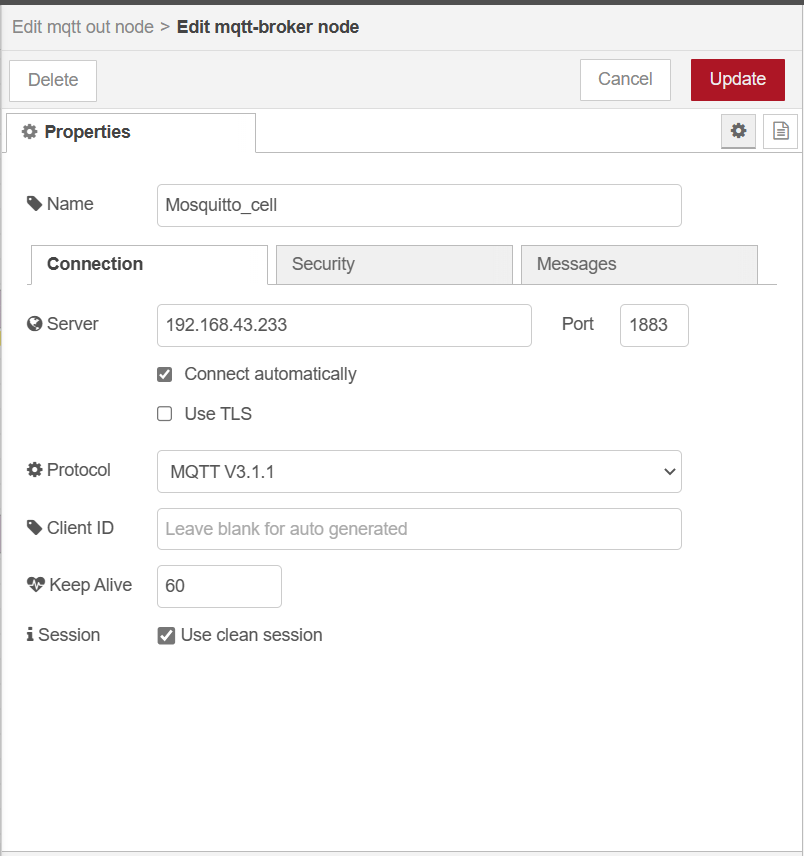 Edit mqtt out node > Edit mqtt-broker node
Delete
Cancel
Update
Properties
Name
Mosquitto_cell
Connection
Security
Messages
Server
192.168.43.233
Port
1883
Connect automatically
Use TLS
Protocol
MQTT V3.1.1
Client ID
Leave blank for auto generated
Keep Alive
60
Session
Use clean session